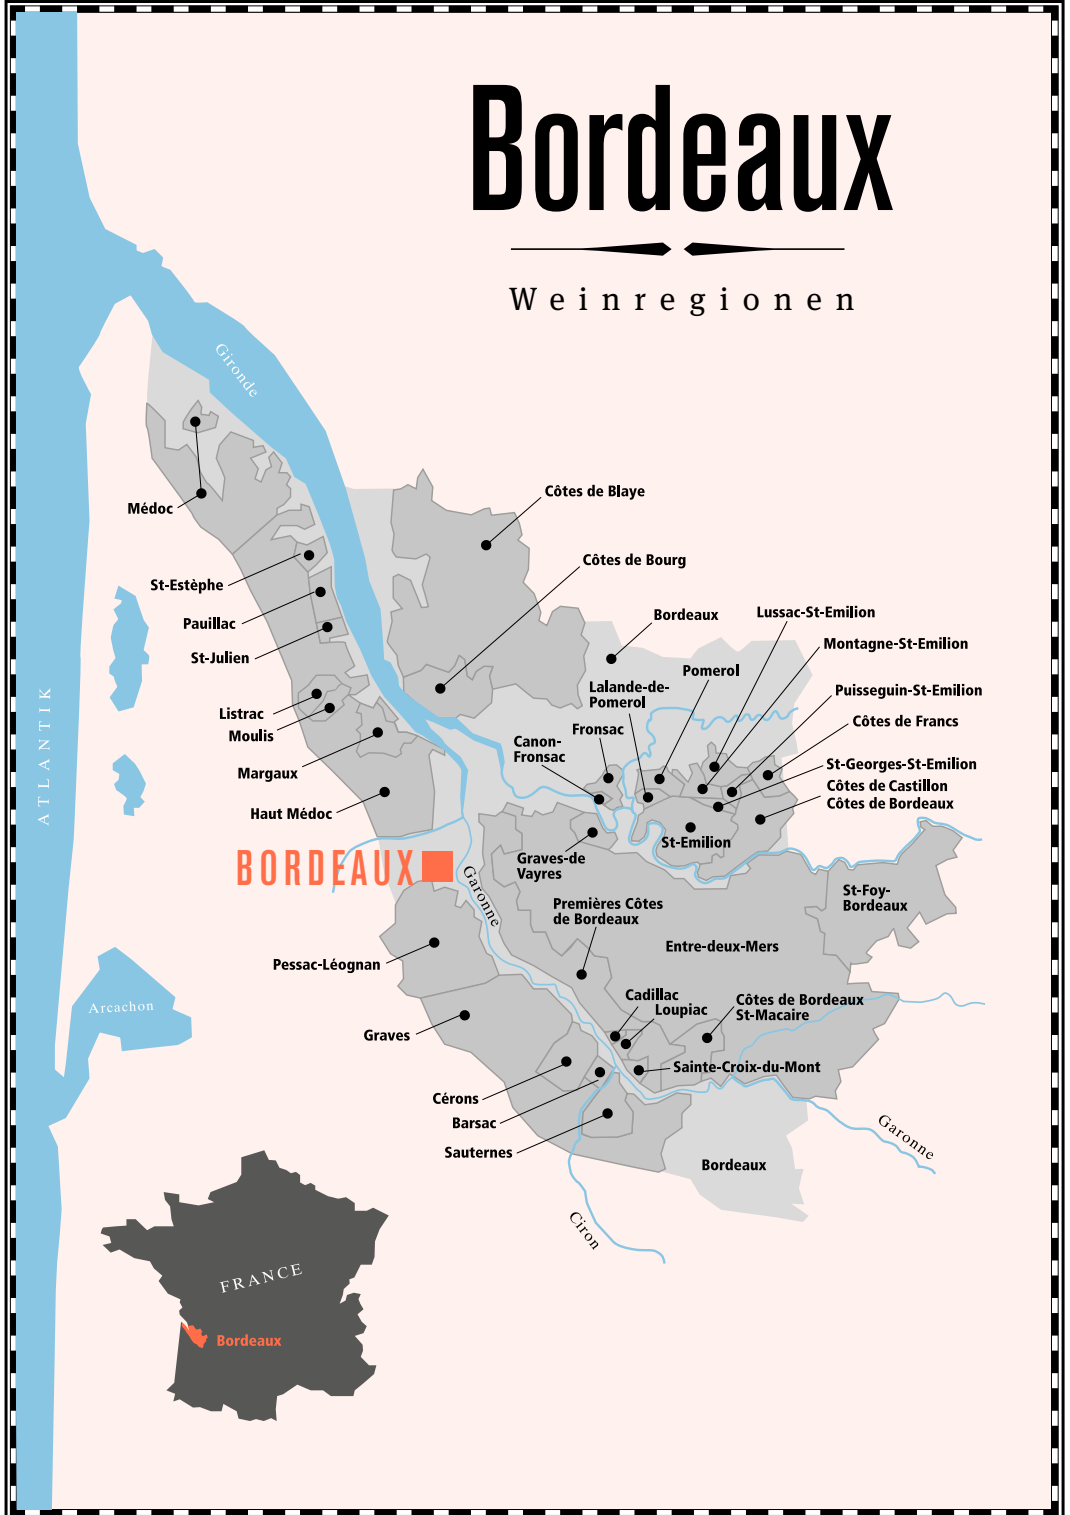 Bordeaux
Weinregionen
Gironde
Côtes de Blaye
Médoc
Côtes de Bourg
St-Estèphe
Bordeaux
Lussac-St-Emilion
Pauillac
Montagne-St-Emilion
St-Julien
Pomerol
Lalande-de-
Pomerol
Puisseguin-St-Emilion
Listrac
Côtes de Francs
Moulis
Fronsac
Canon-
Fronsac
St-Georges-St-Emilion
Margaux
Côtes de Castillon
Côtes de Bordeaux
Haut Médoc
ATLANTIK
St-Emilion
BORDEAUX
Graves-de
Vayres
Garonne
St-Foy-
Bordeaux
Premières Côtes
de Bordeaux
Entre-deux-Mers
Pessac-Léognan
Cadillac
Loupiac
Côtes de Bordeaux
St-Macaire
Arcachon
Graves
Sainte-Croix-du-Mont
Cérons
Barsac
Garonne
Sauternes
Bordeaux
Ciron
FRANCE
Bordeaux